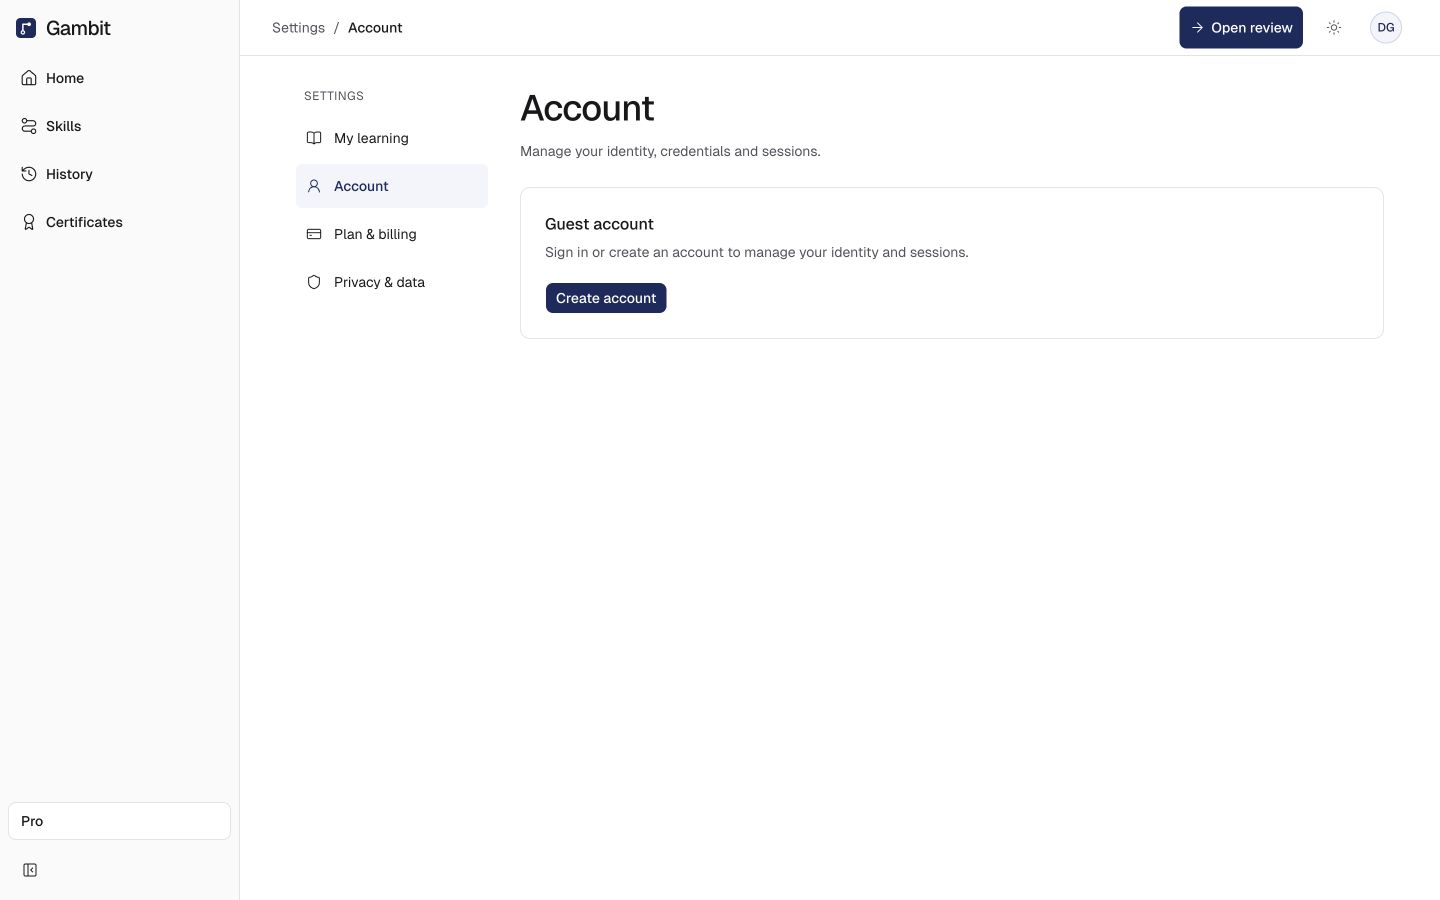 Gambit
Home
Skills
History
Certificates
Pro
Settings / Account
Open review
DG
SETTINGS
My learning
Account
Plan & billing
Privacy & data
Account
Manage your identity, credentials and sessions.
Guest account
Sign in or create an account to manage your identity and sessions.
Create account